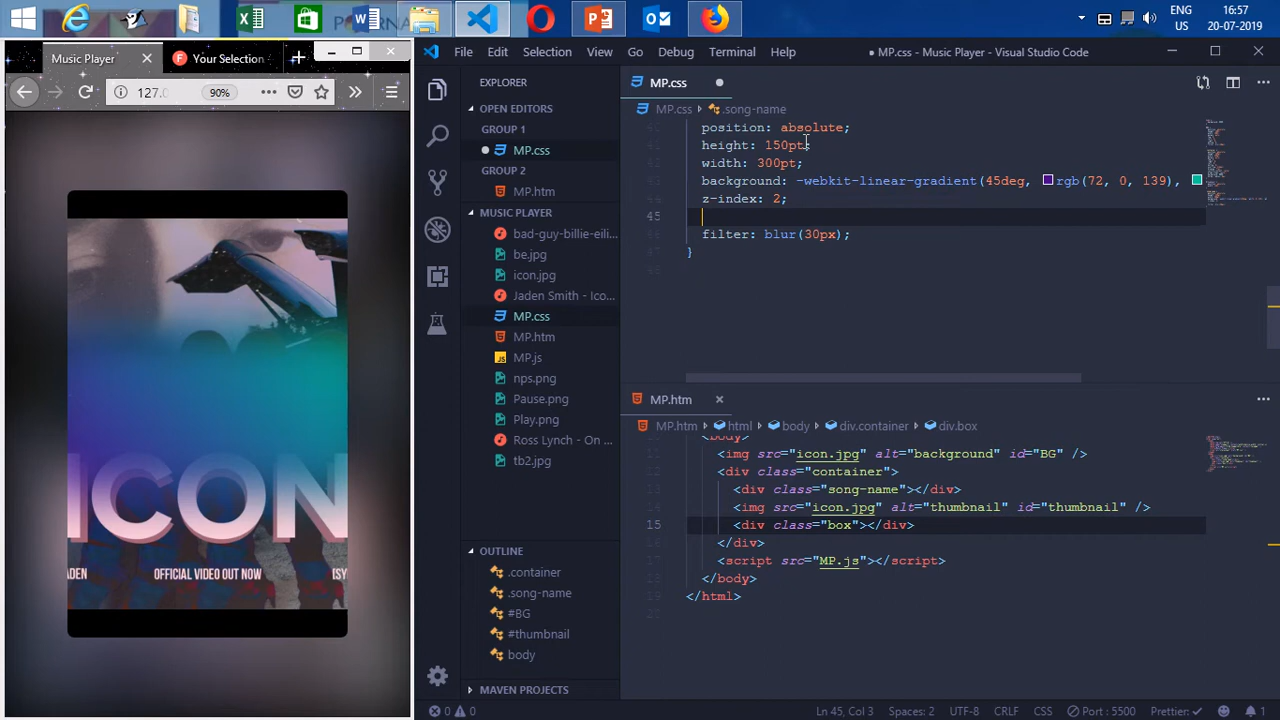 ENG
US
16:57
20-07-2019
Music Player
Your Selection
127.0
90%
File Edit Selection View Go Debug Terminal Help
● MP.css - Music Player - Visual Studio Code
ICON
ADEN
OFFICIAL VIDEO OUT NOW
[SY
EXPLORER
OPEN EDITORS
GROUP 1
MP.css
GROUP 2
MP.htm
MUSIC PLAYER
bad-guy-billie-eili...
be.jpg
icon.jpg
Jaden Smith - Ico...
MP.css
MP.htm
MP.js
nps.png
Pause.png
Play.png
Ross Lynch - On ...
tb2.jpg
OUTLINE
.container
.song-name
#BG
#thumbnail
body
MAVEN PROJECTS
MP.css
MP.css › .song-name
position: absolute;
height: 150pt;
width: 300pt;
background: -webkit-linear-gradient(45deg, rgb(72, 0, 139),
z-index: 2;
45
filter: blur(30px);
}
MP.htm
MP.htm › html › body › div.container › div.box
<body>
<img src="icon.jpg" alt="background" id="BG" />
<div class="container">
<div class="song-name"></div>
<img src="icon.jpg" alt="thumbnail" id="thumbnail" />
15 <div class="box"></div>
</div>
<script src="MP.js"></script>
</body>
</html>
0 0
Ln 45, Col 3 Spaces: 2 UTF-8 CRLF CSS Port : 5500 Prettier: ✓ 1